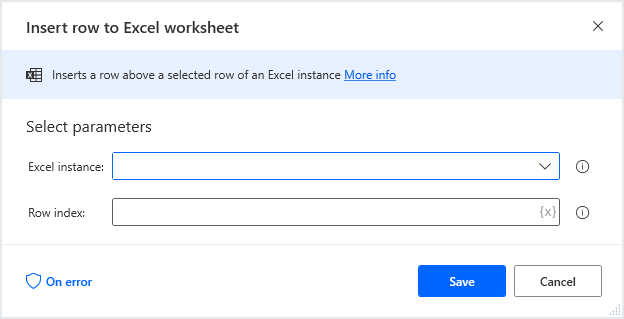 Insert row to Excel worksheet
Inserts a row above a selected row of an Excel instance More info
Select parameters
Excel instance:
Row index:
{x}
On error
Save
Cancel